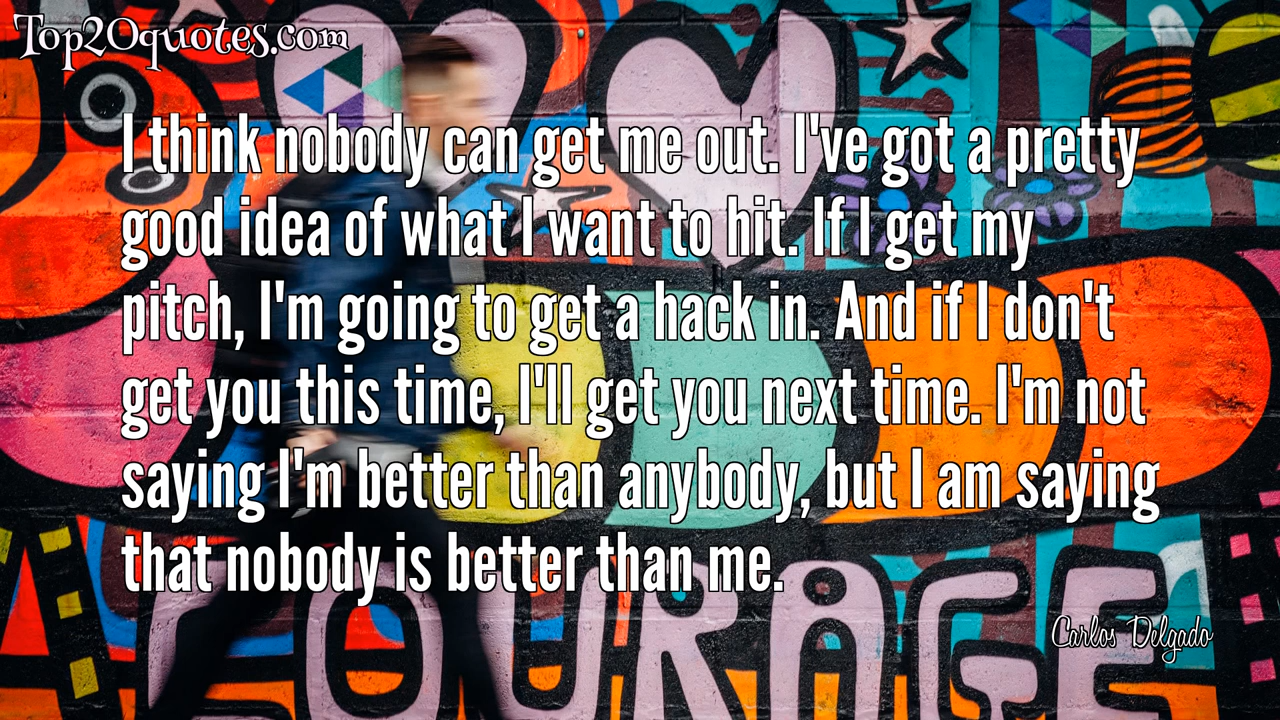 Top20quotes.com
I think nobody can get me out. I've got a pretty
good idea of what I want to hit. If I get my
pitch, I'm going to get a hack in. And if I don't
get you this time, I'll get you next time. I'm not
saying I'm better than anybody, but I am saying
that nobody is better than me.
COURAGE
Carlos Delgado